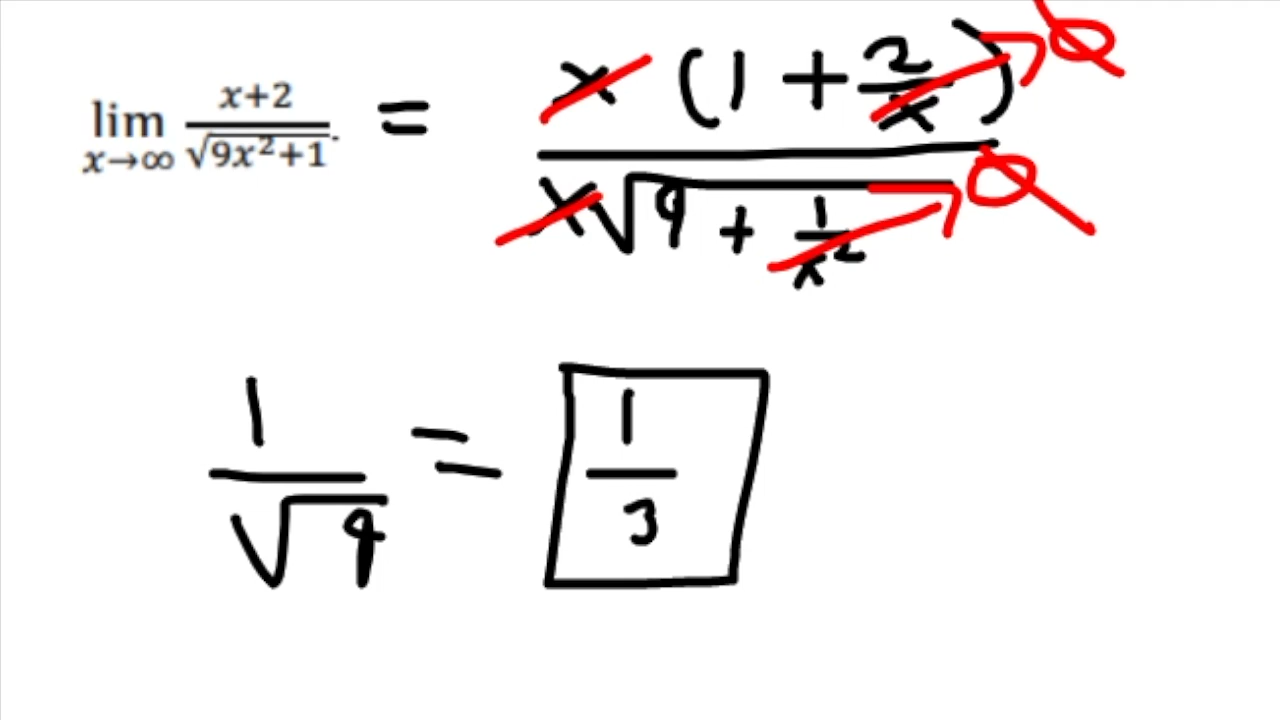 lim x→∞ x+2 / √9x²+1 . = x (1 + 2/x) → 0 / x√9 + 1/x² → 0
1/√9 = 1/3